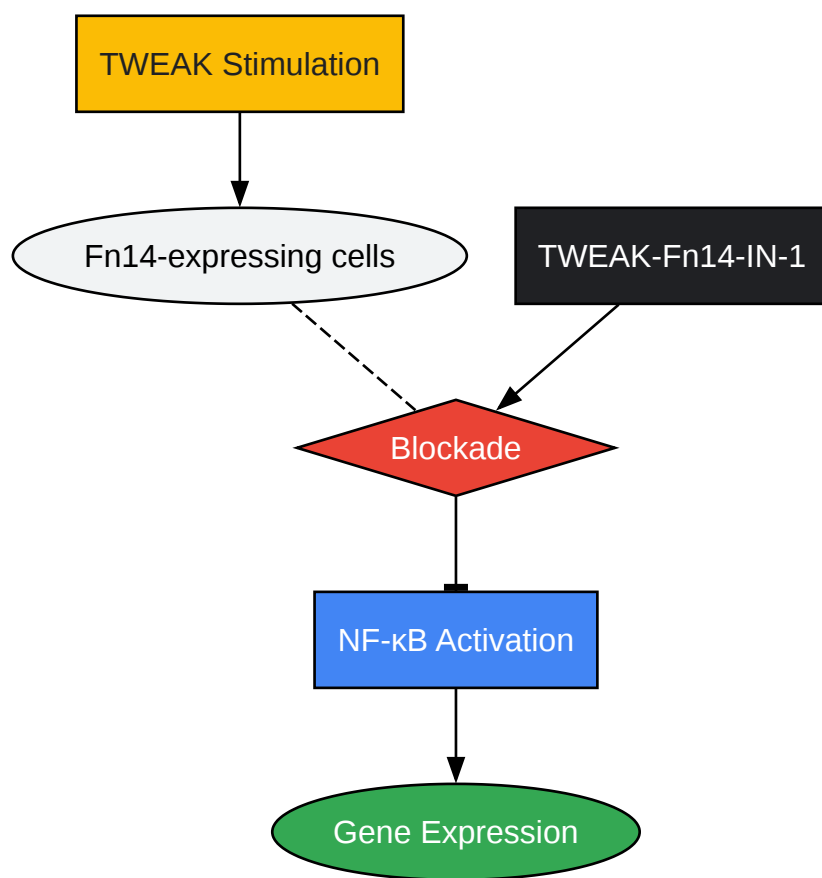 TWEAK Stimulation
Fn14-expressing cells
TWEAK-Fn14-IN-1
Blockade
NF-κB Activation
Gene Expression